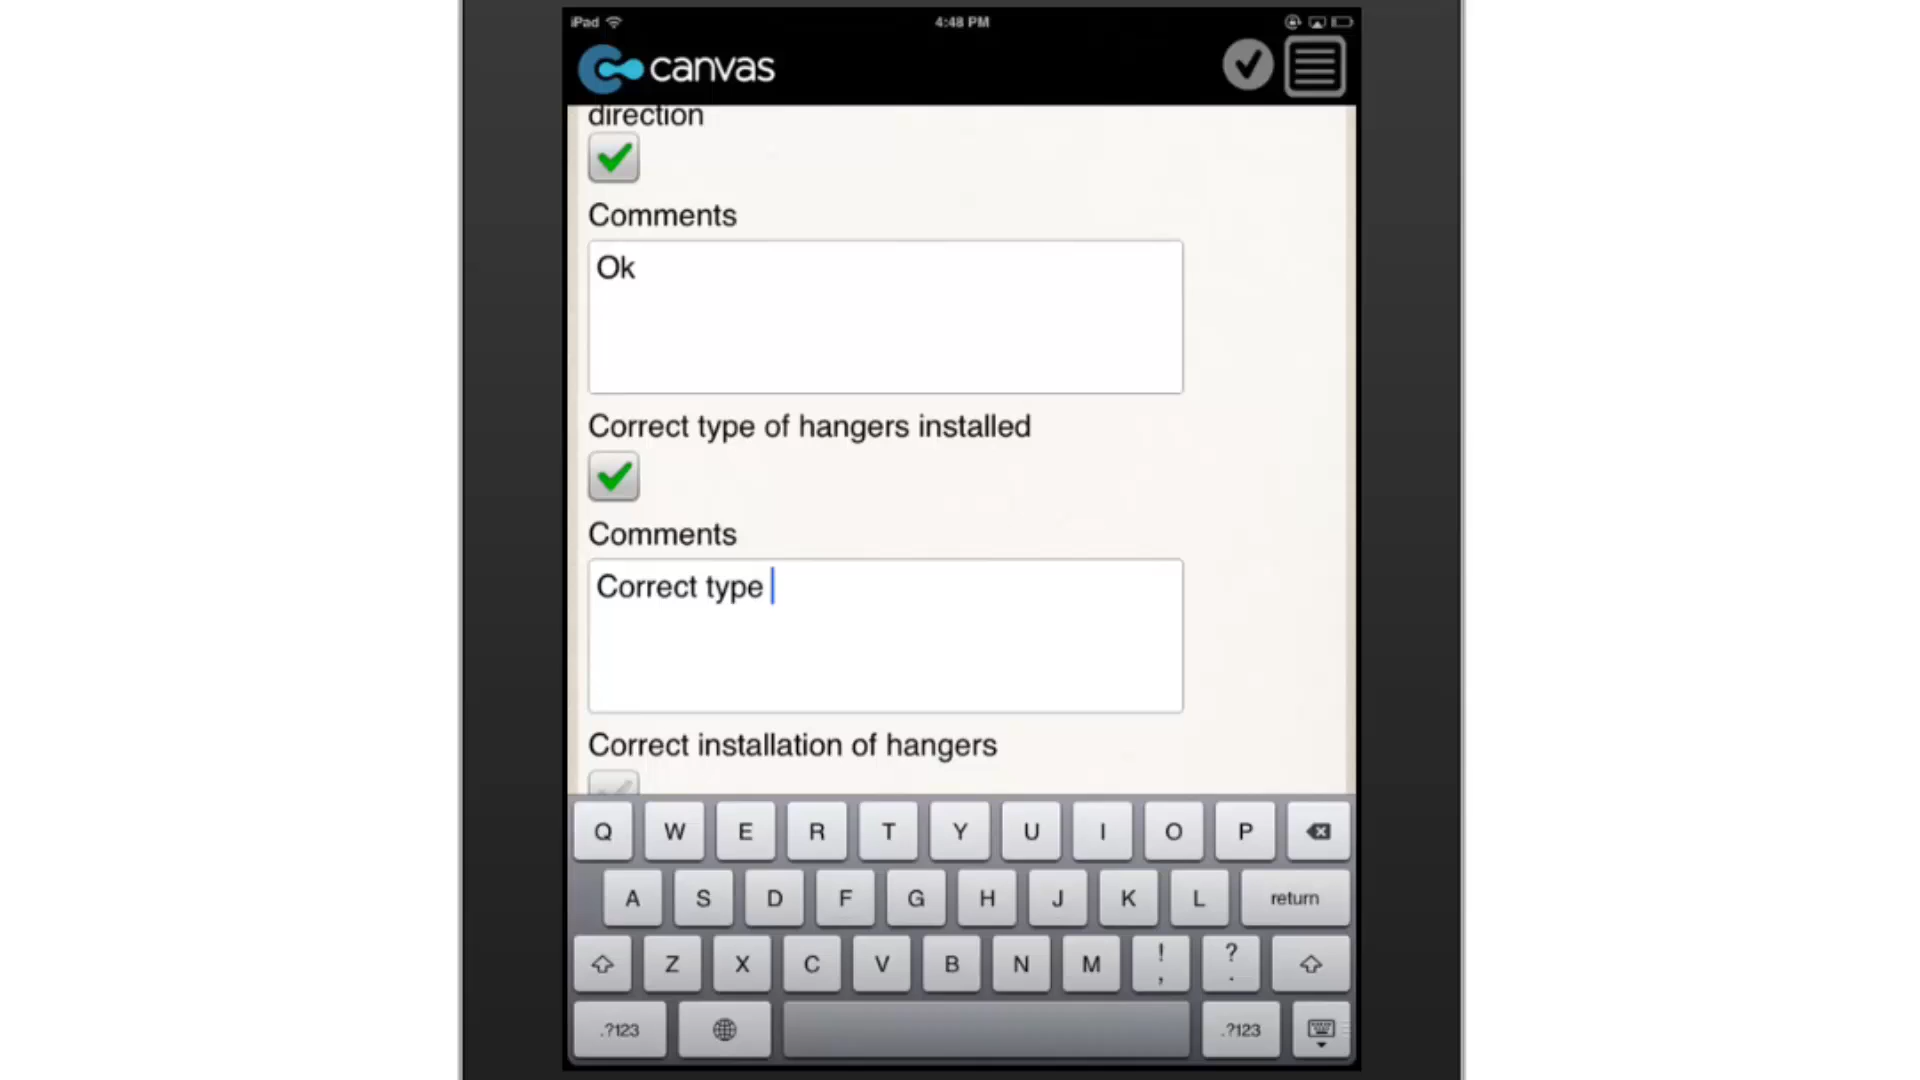 iPad
4:48 PM
canvas
direction
Comments
Ok
Correct type of hangers installed
Comments
Correct type
Correct installation of hangers
Q W E R T Y U I O P
A S D F G H J K L return
Z X C V B N M ! , ? .
.?123 .?123